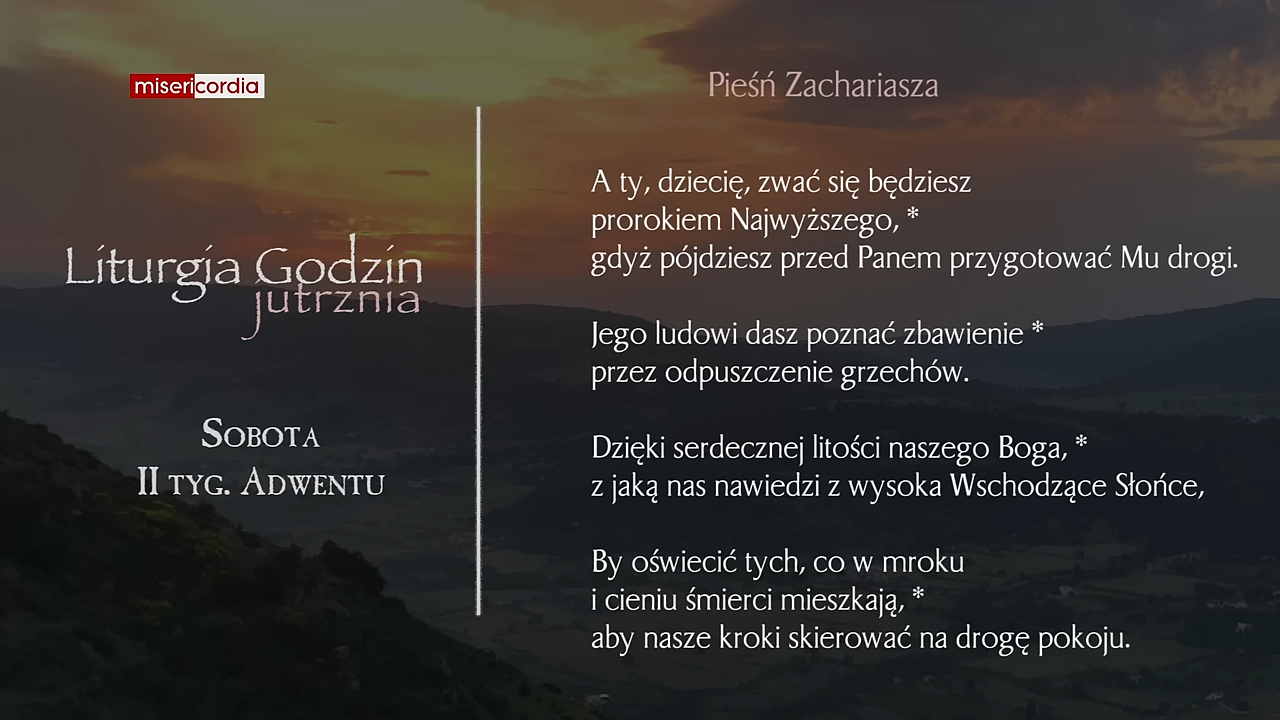 misericordia
Liturgia Godzin
jutrznia
Sobota
II tyg. Adwentu
Pieśń Zachariasza
A ty, dziecię, zwać się będziesz
prorokiem Najwyższego, *
gdyż pójdziesz przed Panem przygotować Mu drogi.
Jego ludowi dasz poznać zbawienie *
przez odpuszczenie grzechów.
Dzięki serdecznej litości naszego Boga, *
z jaką nas nawiedzi z wysoka Wschodzące Słońce,
By oświecić tych, co w mroku
i cieniu śmierci mieszkają, *
aby nasze kroki skierować na drogę pokoju.